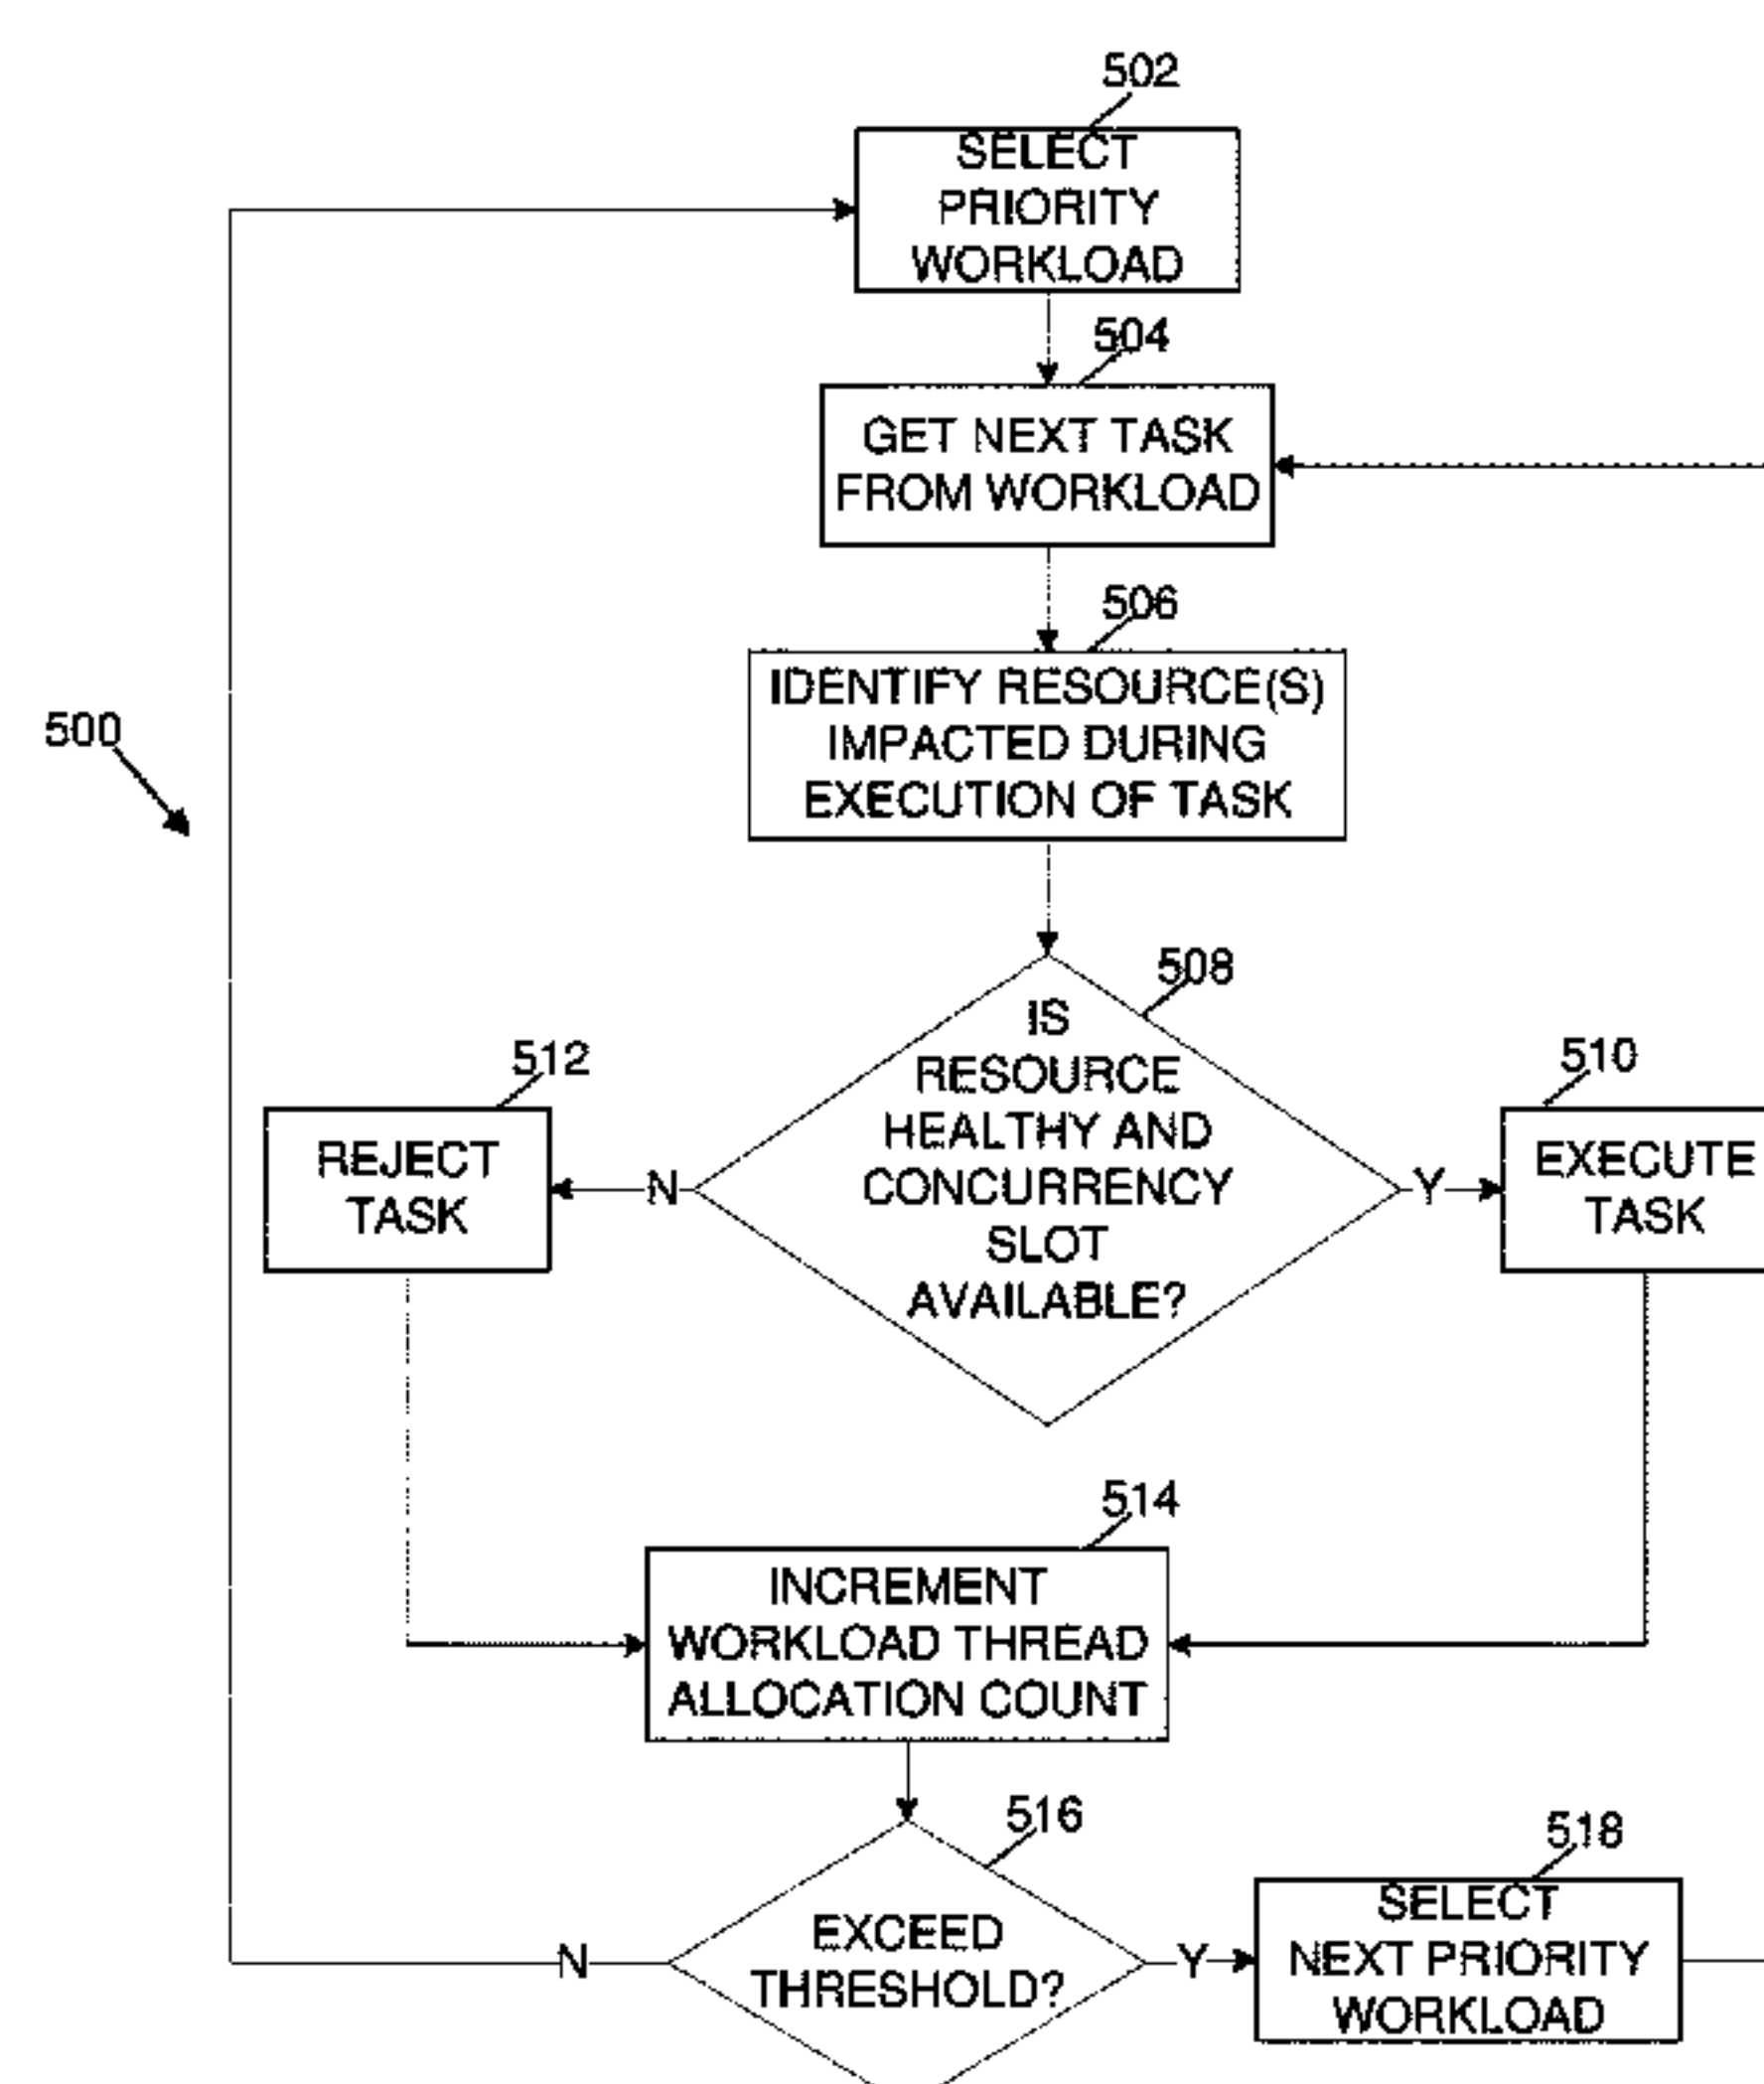 502
SELECT
PRIORITY
WORKLOAD
504
GET NEXT TASK
FROM WORKLOAD
506
IDENTIFY RESOURCE(S)
IMPACTED DURING
EXECUTION OF TASK
500
508
IS
RESOURCE
HEALTHY AND
CONCURRENCY
SLOT
AVAILABLE?
N
Y
512
REJECT
TASK
510
EXECUTE
TASK
514
INCREMENT
WORKLOAD THREAD
ALLOCATION COUNT
516
EXCEED
THRESHOLD?
N
Y
518
SELECT
NEXT PRIORITY
WORKLOAD